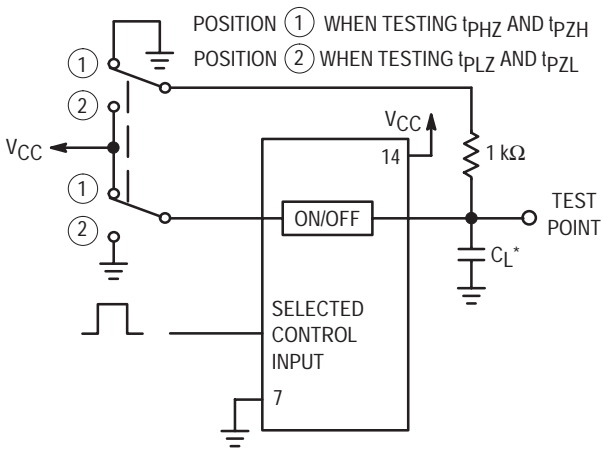 POSITION 1 WHEN TESTING tPHZ AND tPZH
POSITION 2 WHEN TESTING tPLZ AND tPZL
1
2
VCC
1
2
VCC
14
1 kΩ
ON/OFF
TEST
POINT
CL*
SELECTED
CONTROL
INPUT
7